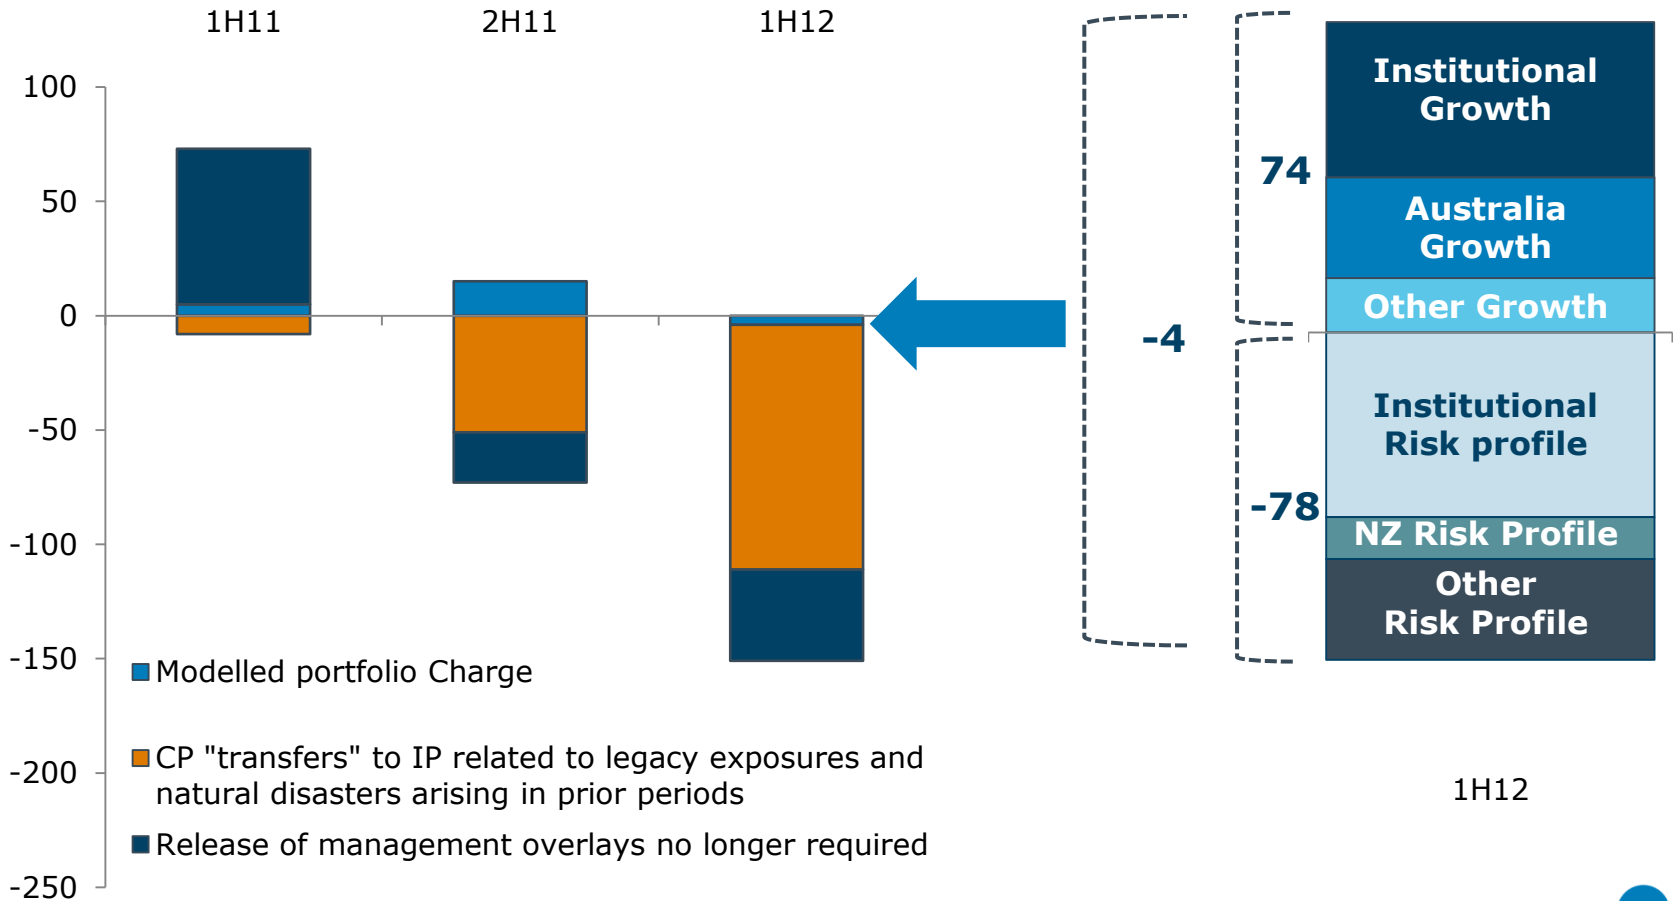 1H11
2H11
1H12
100
50
0
-50
-100
-150
-200
-250
Modelled portfolio Charge
CP "transfers" to IP related to legacy exposures and
natural disasters arising in prior periods
Release of management overlays no longer required
-4
74
-78
Institutional
Growth
Australia
Growth
Other Growth
Institutional
Risk profile
NZ Risk Profile
Other
Risk Profile
1H12